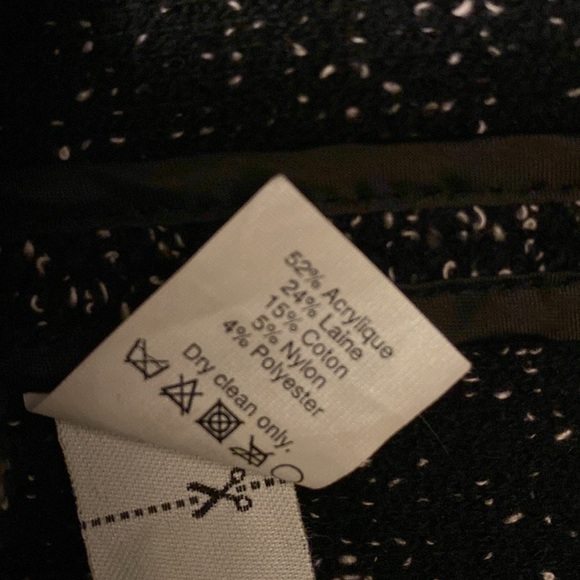 52% Acrylique
24% Laine
15% Coton
5% Nylon
4% Polyester
Dry clean only.